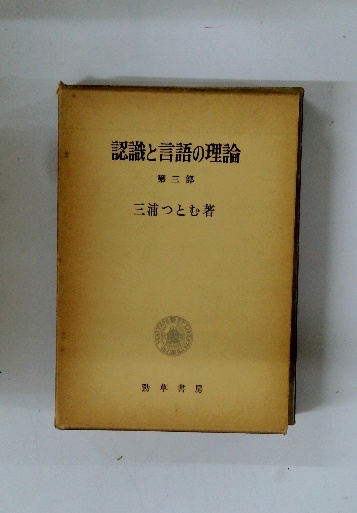 認識と言語の理論
第三部
三浦つとむ著
勁草書房